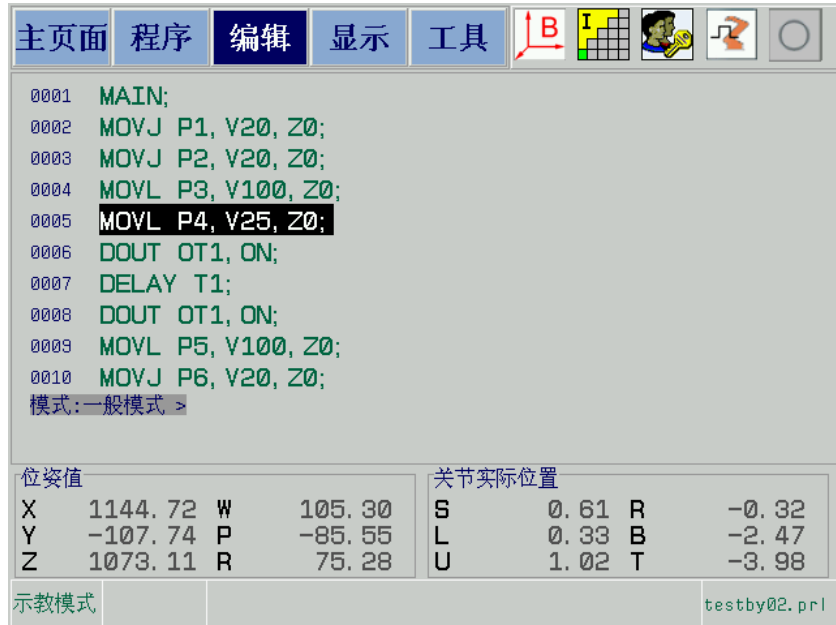 主页面 程序 编辑 显示 工具 B I
0001 MAIN;
0002 MOVJ P1, V20, Z0;
0003 MOVJ P2, V20, Z0;
0004 MOVL P3, V100, Z0;
0005 MOVL P4, V25, Z0;
0006 DOUT OT1, ON;
0007 DELAY T1;
0008 DOUT OT1, ON;
0009 MOVL P5, V100, Z0;
0010 MOVJ P6, V20, Z0;
模式:一般模式 >
位姿值
X 1144.72 W 105.30
Y -107.74 P -85.55
Z 1073.11 R 75.28
关节实际位置
S 0.61 R -0.32
L 0.33 B -2.47
U 1.02 T -3.98
示教模式 testby02.prl